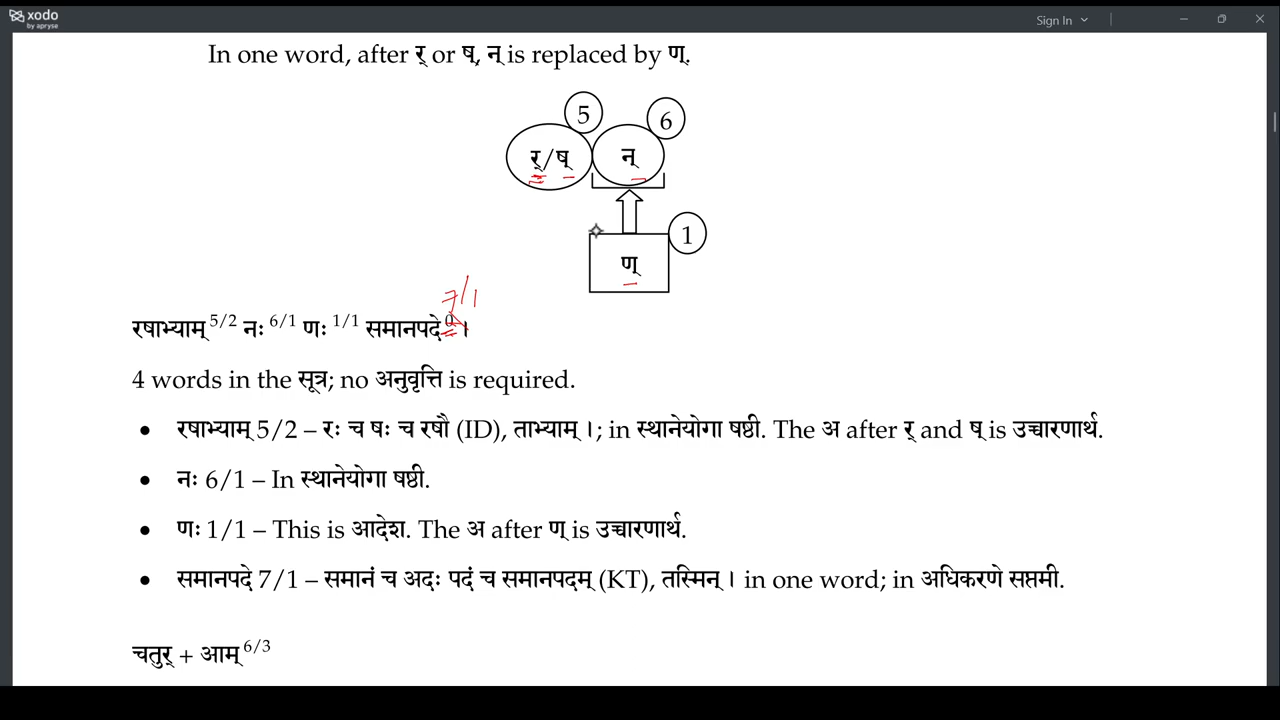 xodo
by apryse
Sign In
In one word, after र् or ष्, न् is replaced by ण्.
5
6
र्/ष्
न्
1
ण्
7/1
रषाभ्याम् 5/2 नः 6/1 णः 1/1 समानपदे 0 ।
4 words in the सूत्र; no अनुवृत्ति is required.
• रषाभ्याम् 5/2 – रः च षः च रषौ (ID), ताभ्याम् ।; in स्थानेयोगा षष्ठी. The अ after र् and ष् is उच्चारणार्थ.
• नः 6/1 – In स्थानेयोगा षष्ठी.
• णः 1/1 – This is आदेश. The अ after ण् is उच्चारणार्थ.
• समानपदे 7/1 – समानं च अदः पदं च समानपदम् (KT), तस्मिन् । in one word; in अधिकरणे सप्तमी.
चतुर् + आम् 6/3